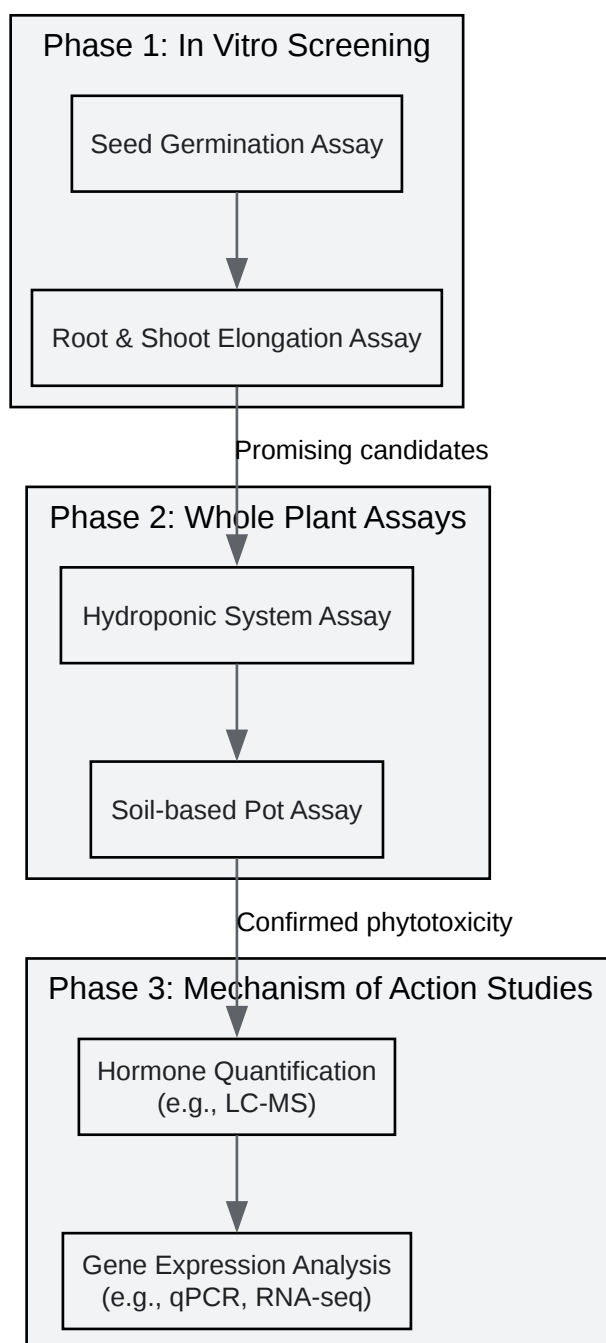 Phase 1: In Vitro Screening
Seed Germination Assay
Root & Shoot Elongation Assay
Promising candidates
Phase 2: Whole Plant Assays
Hydroponic System Assay
Soil-based Pot Assay
Confirmed phytotoxicity
Phase 3: Mechanism of Action Studies
Hormone Quantification
(e.g., LC-MS)
Gene Expression Analysis
(e.g., qPCR, RNA-seq)